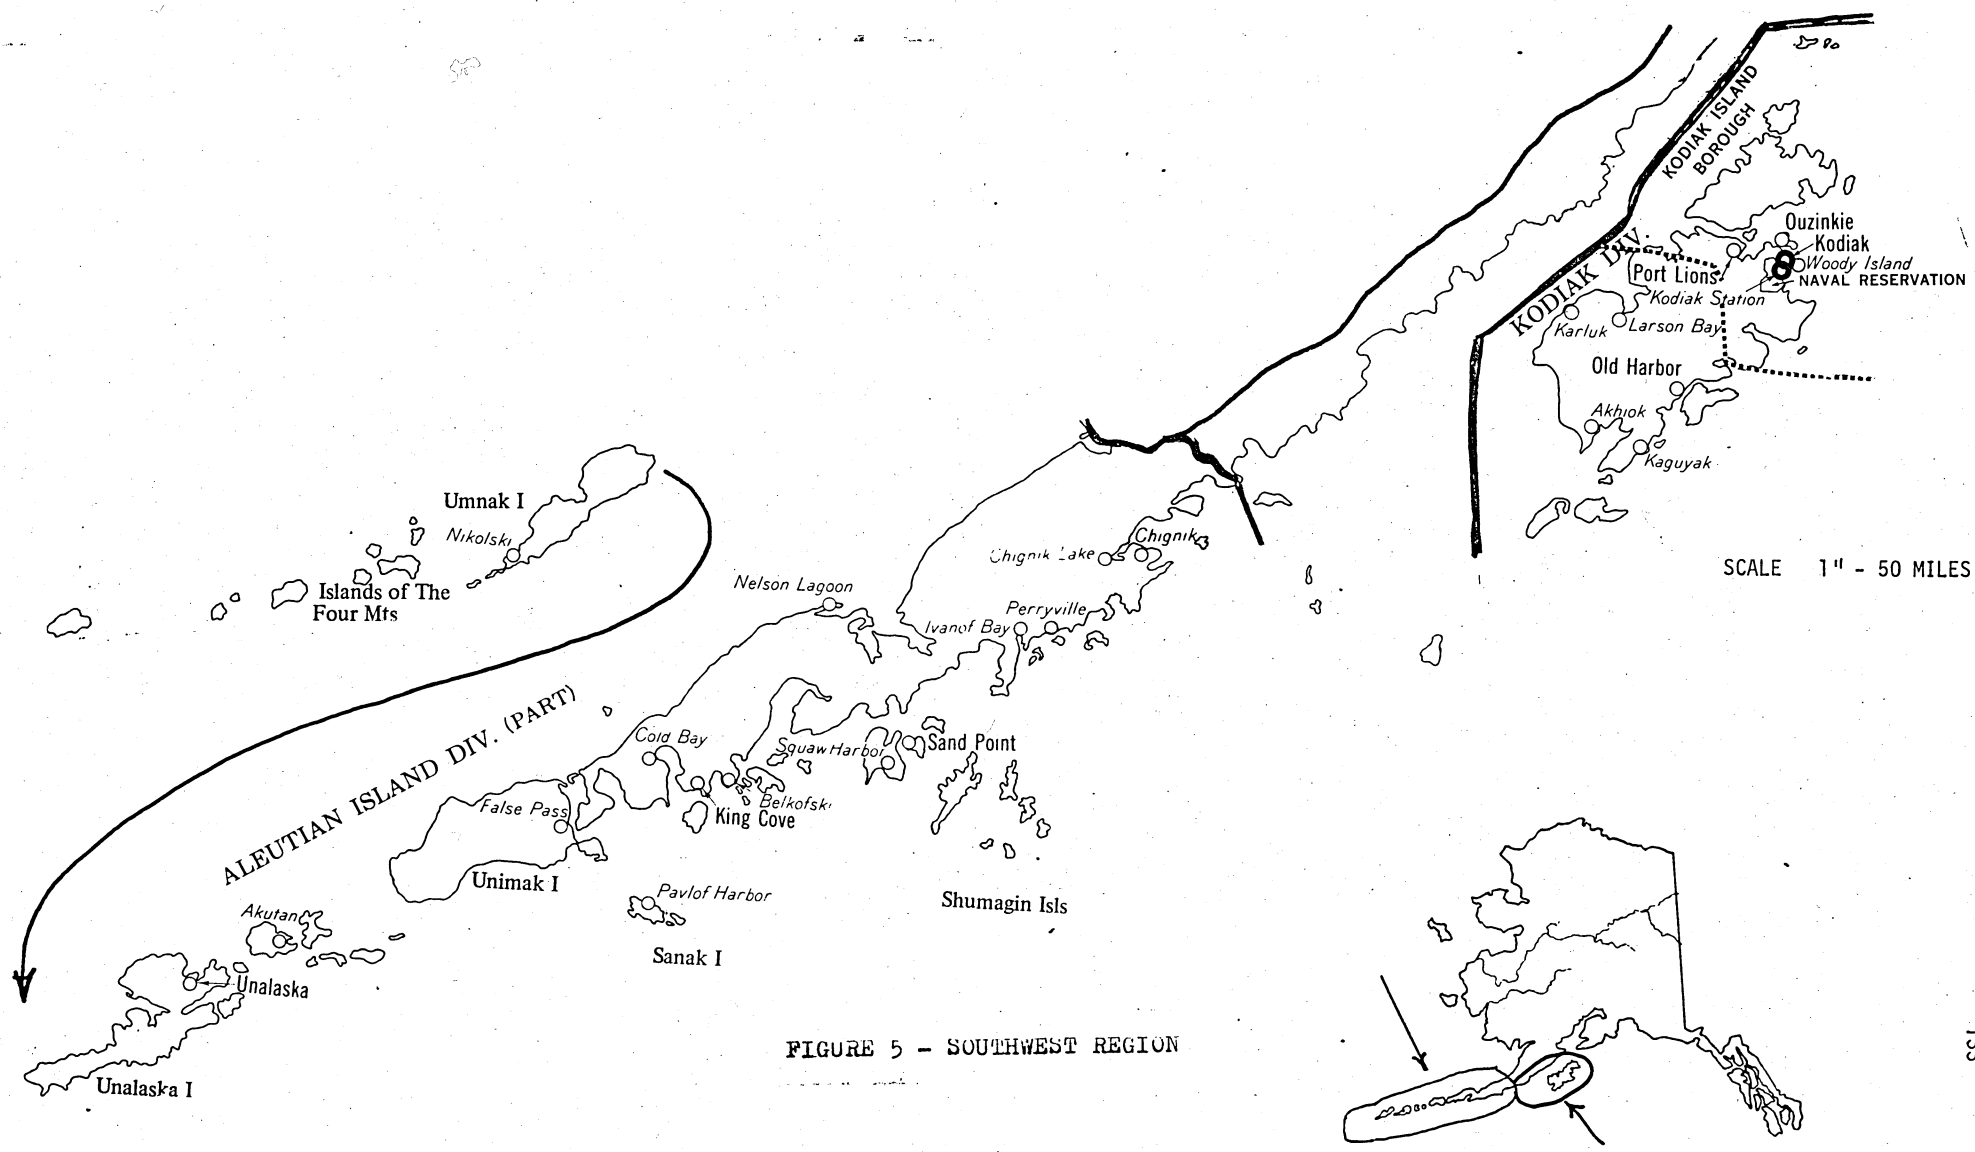 KODIAK ISLAND
BOROUGH
Ouzinkie
Kodiak
Woody Island
NAVAL RESERVATION
KODIAK DIV.
Port Lions
Kodiak Station
Karluk
Larson Bay
Old Harbor
Akhiok
Kaguyak
SCALE 1" - 50 MILES
Umnak I
Nikolski
Islands of The
Four Mts
Chignik
Chignik Lake
Nelson Lagoon
Perryville
Ivanof Bay
ALEUTIAN ISLAND DIV. (PART)
Cold Bay
Squaw Harbor
Sand Point
Belkofski
King Cove
False Pass
Unimak I
Pavlof Harbor
Sanak I
Shumagin Isls
Akutan
Unalaska
Unalaska I
FIGURE 5 - SOUTHWEST REGION